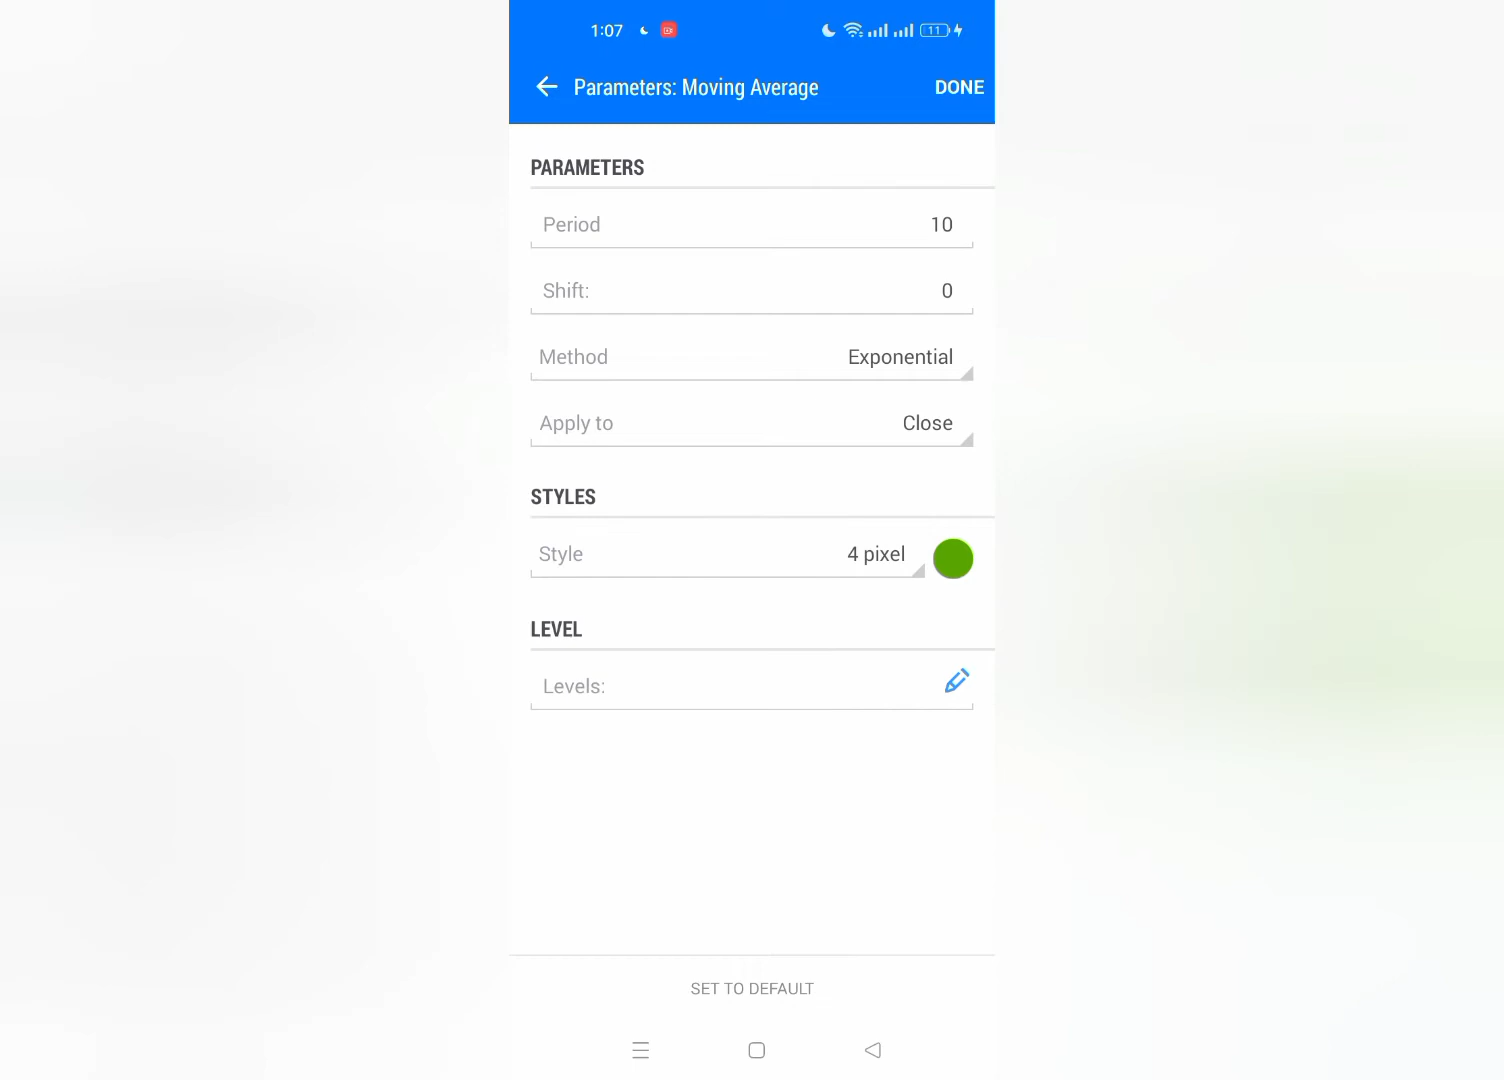 1:07
11
Parameters: Moving Average
DONE
PARAMETERS
Period 10
Shift: 0
Method Exponential
Apply to Close
STYLES
Style 4 pixel
LEVEL
Levels:
SET TO DEFAULT